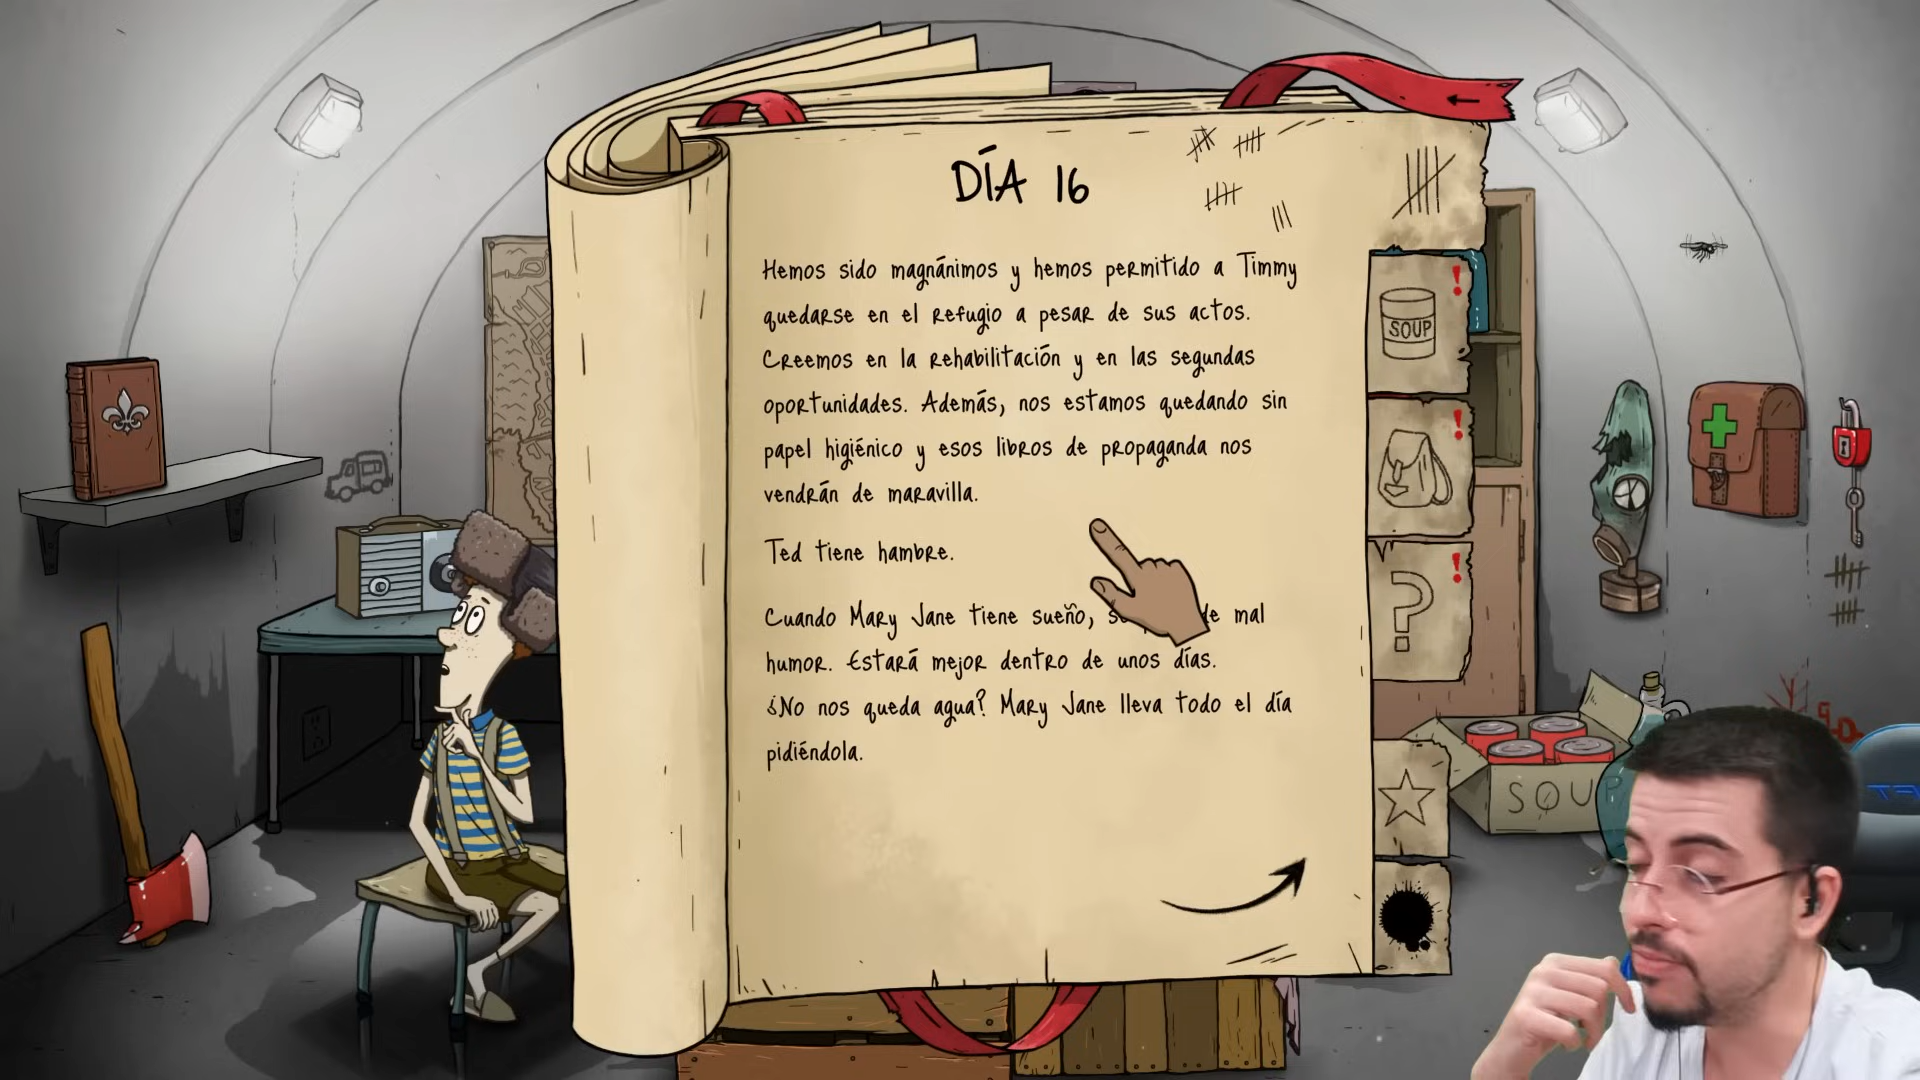 DÍA 16
Hemos sido magnánimos y hemos permitido a Timmy
quedarse en el refugio a pesar de sus actos.
Creemos en la rehabilitación y en las segundas
oportunidades. Además, nos estamos quedando sin
papel higiénico y esos libros de propaganda nos
vendrán de maravilla.
Ted tiene hambre.
Cuando Mary Jane tiene sueño, mal
humor. Estará mejor dentro de unos días.
¿No nos queda agua? Mary Jane lleva todo el día
pidiéndola.
!
SOUP
!
!
?
SOUP